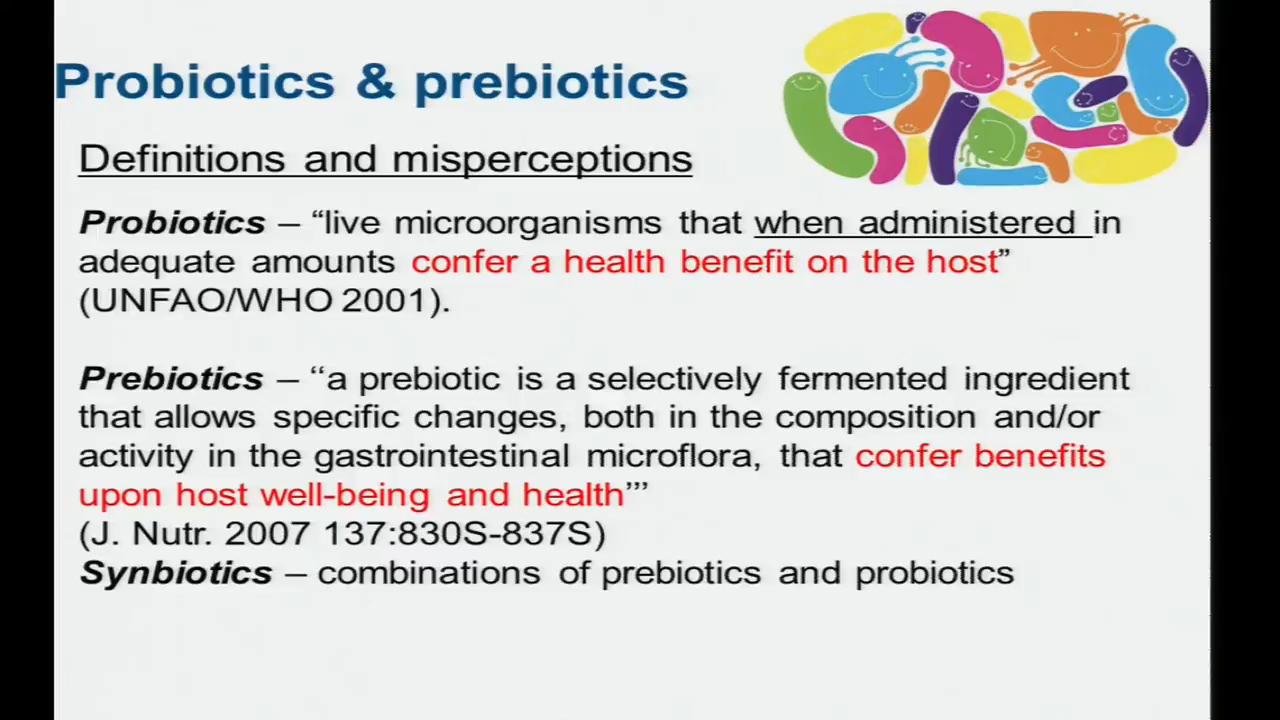 Probiotics & prebiotics
Definitions and misperceptions
Probiotics – “live microorganisms that when administered in
adequate amounts confer a health benefit on the host”
(UNFAO/WHO 2001).
Prebiotics – ‘‘a prebiotic is a selectively fermented ingredient
that allows specific changes, both in the composition and/or
activity in the gastrointestinal microflora, that confer benefits
upon host well-being and health’’’
(J. Nutr. 2007 137:830S-837S)
Synbiotics – combinations of prebiotics and probiotics